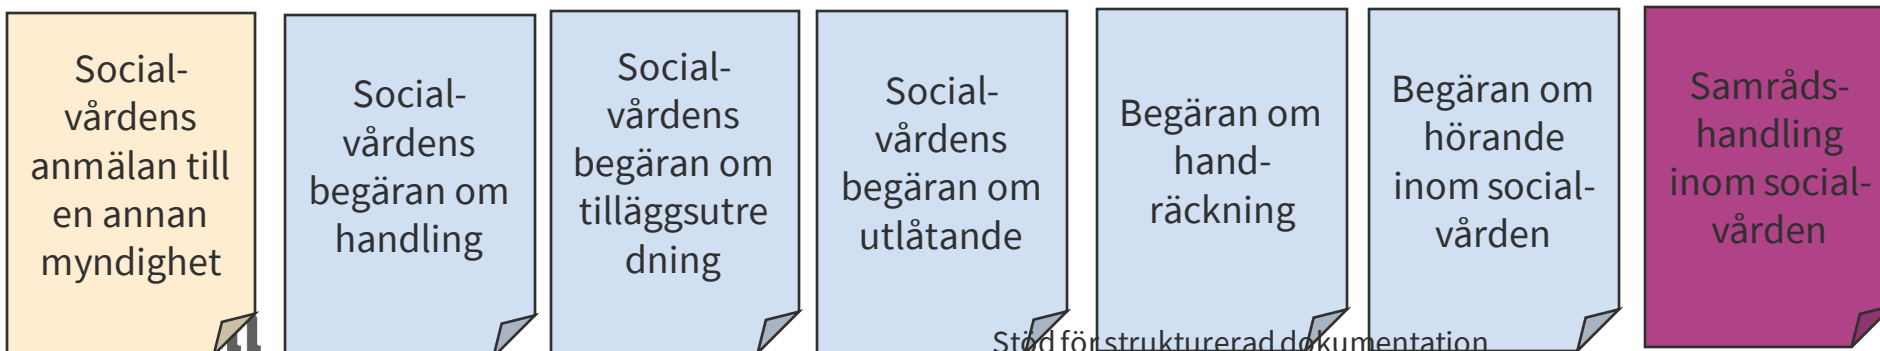 Social-
vårdens
anmälan till
en annan
myndighet
Social-
vårdens
begäran om
handling
Social-
vårdens
begäran om
tilläggsutre
dning
Social-
vårdens
begäran om
utlåtande
Begäran om
hand-
räckning
Begäran om
hörande
inom social-
vården
Samråds-
handling
inom social-
vården
Stöd för strukturerad dokumentation